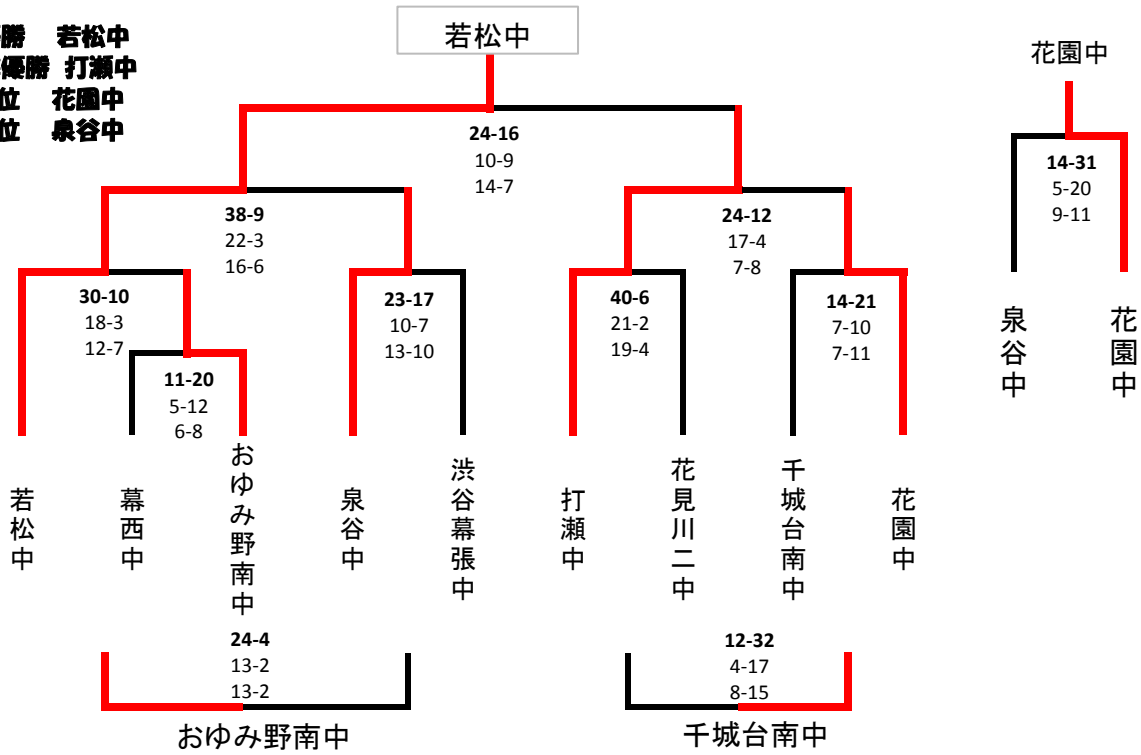 勝 若松中
優勝 打瀬中
位 花園中
位 泉谷中
若松中
花園中
24-16
10-9
14-7
14-31
5-20
9-11
38-9
22-3
16-6
24-12
17-4
7-8
30-10
18-3
12-7
23-17
10-7
13-10
40-6
21-2
19-4
14-21
7-10
7-11
11-20
5-12
6-8
泉谷中
花園中
若松中
幕西中
おゆみ野南中
泉谷中
渋谷幕張中
打瀬中
花見川二中
千城台南中
花園中
24-4
13-2
13-2
12-32
4-17
8-15
おゆみ野南中
千城台南中